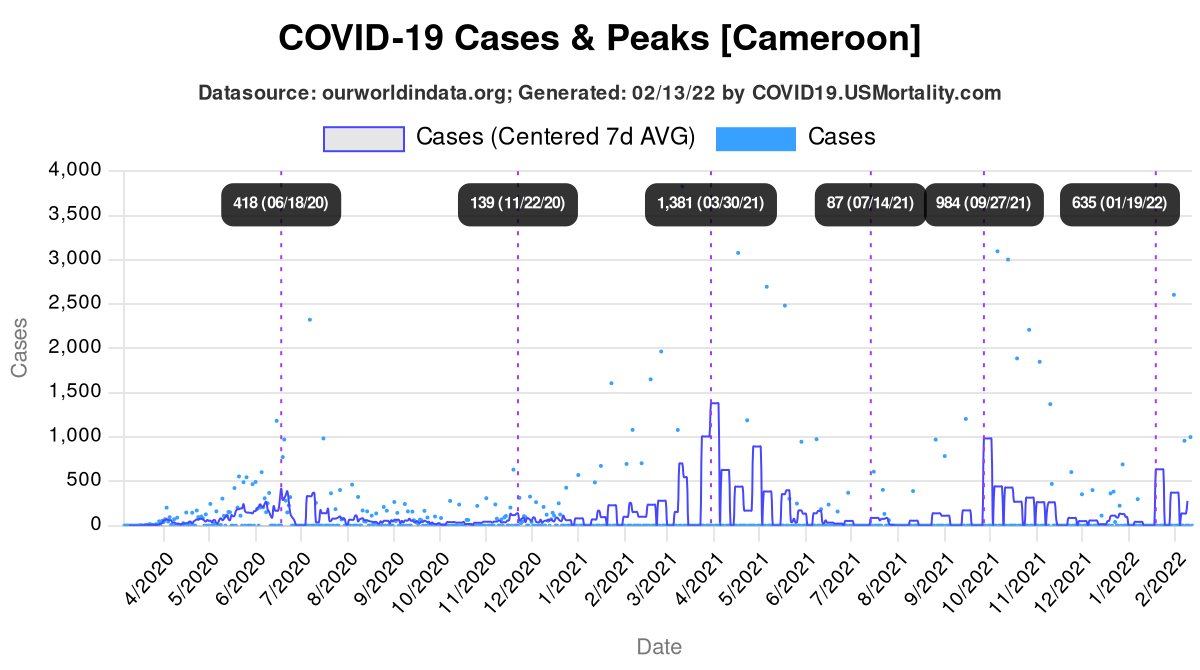 COVID-19 Cases & Peaks [Cameroon]
Datasource: ourworldindata.org; Generated: 02/13/22 by COVID19.USMortality.com
Cases (Centered 7d AVG) Cases
4,000
418 (06/18/20) 139 (11/22/20) 1,381 (03/30/21) 87 (07/14/21) 984 (09/27/21) 635 (01/19/22)
3,500
3,000
2,500
2,000
1,500
1,000
500
0
Cases
4/2020 5/2020 6/2020 7/2020 8/2020 9/2020 10/2020 11/2020 12/2020 1/2021 2/2021 3/2021 4/2021 5/2021 6/2021 7/2021 8/2021 9/2021 10/2021 11/2021 12/2021 1/2022 2/2022
Date